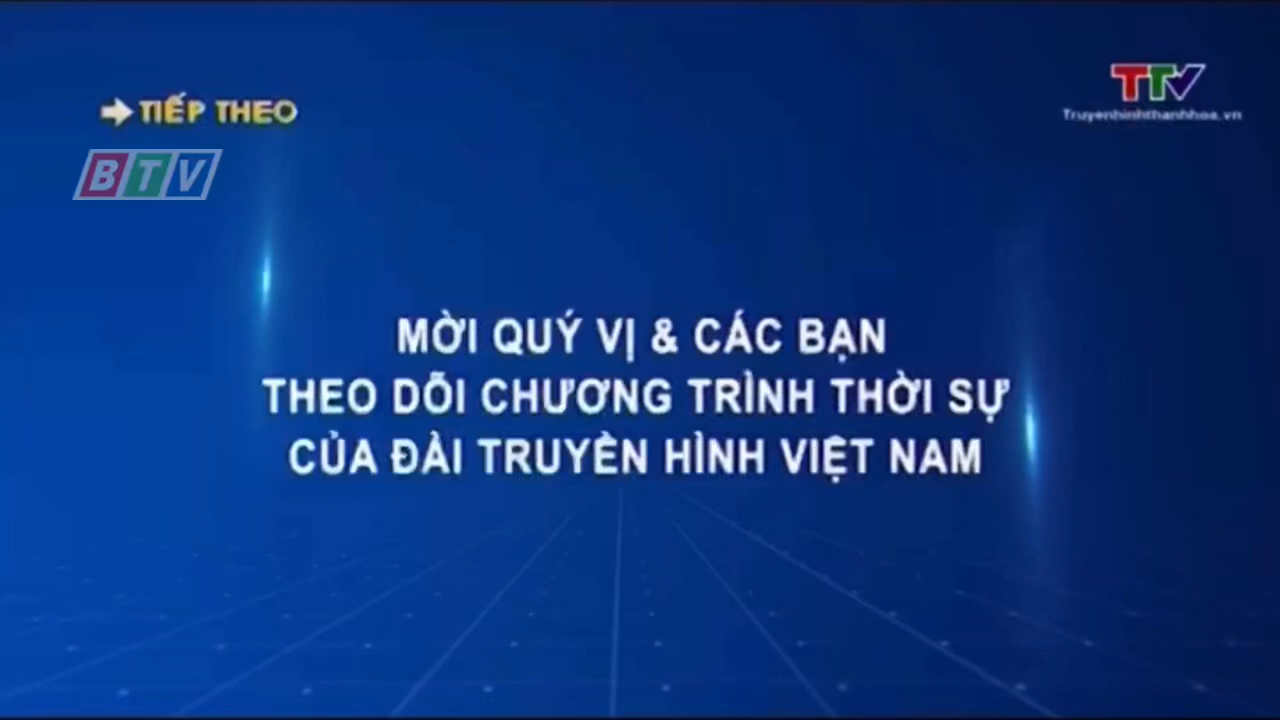 TIẾP THEO
TTV
Truyenhinhthanhhoa.vn
BTV
MỜI QUÝ VỊ & CÁC BẠN
THEO DÕI CHƯƠNG TRÌNH THỜI SỰ
CỦA ĐÀI TRUYỀN HÌNH VIỆT NAM